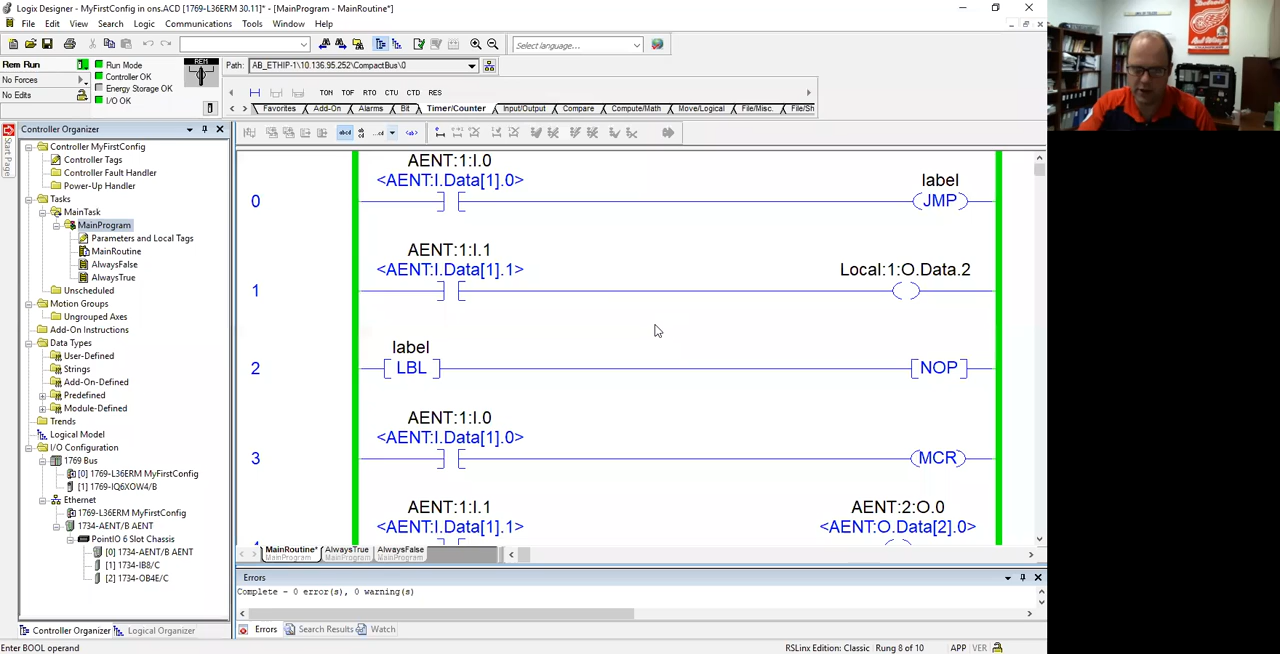 Logix Designer - MyFirstConfig in ons.ACD [1769-L36ERM 30.11]* - [MainProgram - MainRoutine*]
File Edit View Search Logic Communications Tools Window Help
Select language...
Rem Run
Run Mode
Controller OK
Energy Storage OK
I/O OK
No Forces
No Edits
REM
Path: AB_ETHIP-1\10.136.95.252\CompactBus\0
TON TOF RTO CTU CTD RES
Favorites Add-On Alarms Bit Timer/Counter Input/Output Compare Compute/Math Move/Logical File/Misc. File/Sh
Start Page
Controller Organizer
Controller MyFirstConfig
Controller Tags
Controller Fault Handler
Power-Up Handler
Tasks
MainTask
MainProgram
Parameters and Local Tags
MainRoutine
AlwaysFalse
AlwaysTrue
Unscheduled
Motion Groups
Ungrouped Axes
Add-On Instructions
Data Types
User-Defined
Strings
Add-On-Defined
Predefined
Module-Defined
Trends
Logical Model
I/O Configuration
1769 Bus
[0] 1769-L36ERM MyFirstConfig
[1] 1769-IQ6XOW4/B
Ethernet
1769-L36ERM MyFirstConfig
1734-AENT/B AENT
PointIO 6 Slot Chassis
[0] 1734-AENT/B AENT
[1] 1734-IB8/C
[2] 1734-OB4E/C
Controller Organizer Logical Organizer
AENT:1:I.0
<AENT:I.Data[1].0>
label
0
JMP
AENT:1:I.1
<AENT:I.Data[1].1>
Local:1:O.Data.2
1
label
2
LBL
NOP
AENT:1:I.0
<AENT:I.Data[1].0>
3
MCR
AENT:1:I.1
<AENT:I.Data[1].1>
AENT:2:O.0
<AENT:O.Data[2].0>
MainRoutine* AlwaysTrue AlwaysFalse
MainProgram MainProgram MainProgram
Errors
Complete - 0 error(s), 0 warning(s)
Errors Search Results Watch
Enter BOOL operand
RSLinx Edition: Classic Rung 8 of 10 APP VER